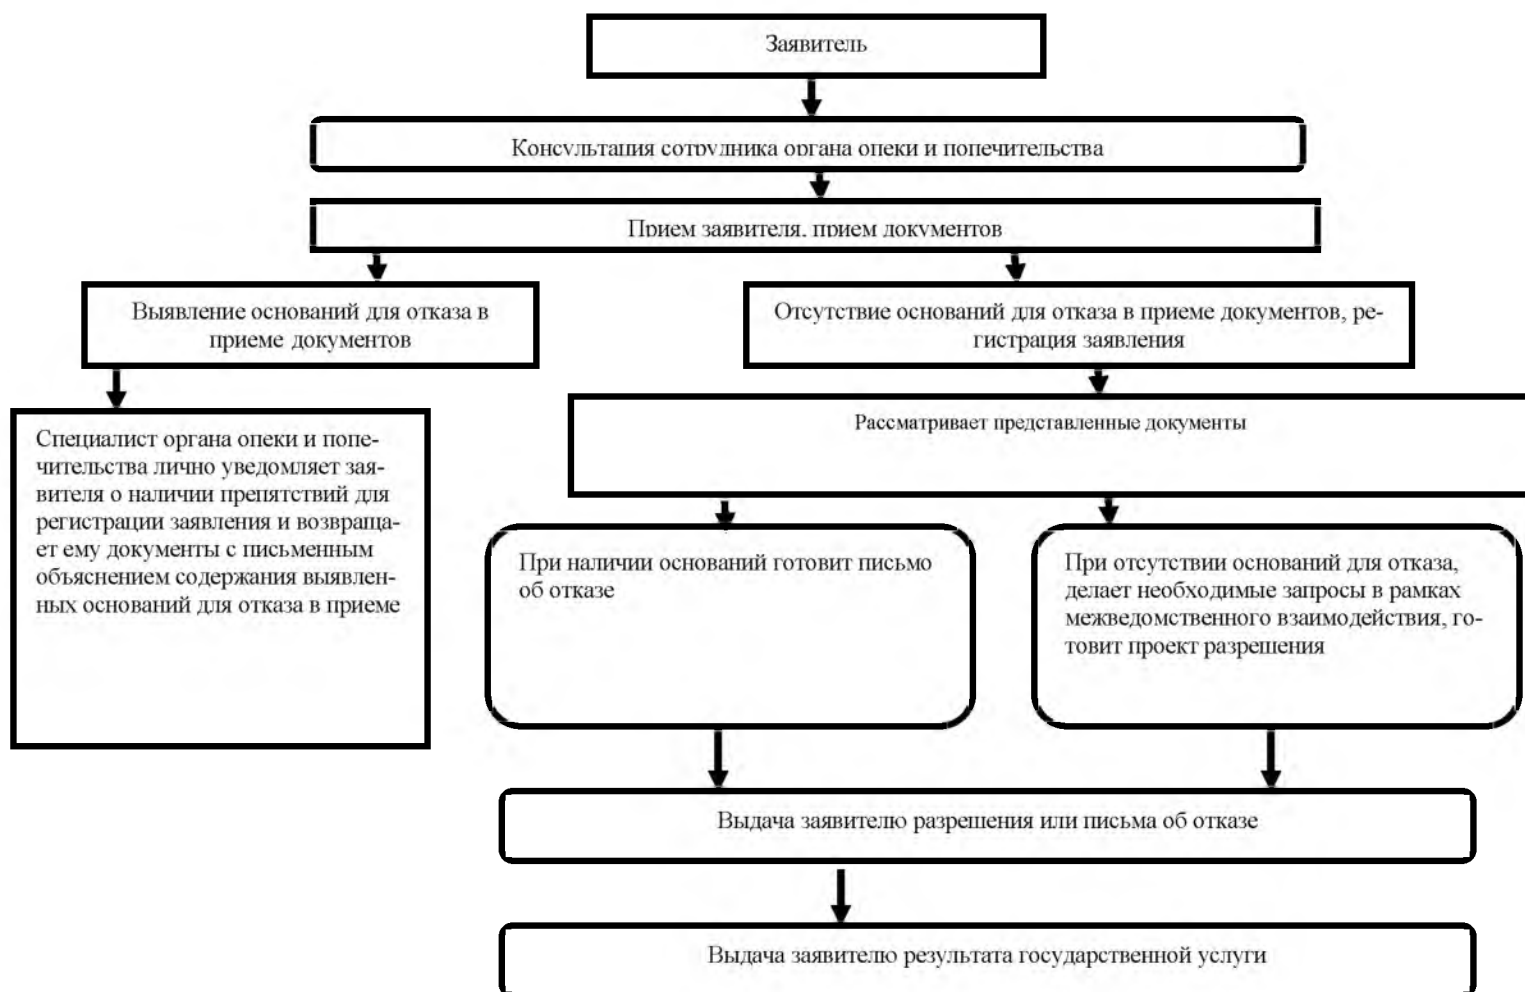 Заявитель
Консультация сотрудника органа опеки и попечительства
Прием заявителя, прием документов
Выявление оснований для отказа в
приеме документов
Отсутствие оснований для отказа в приеме документов, ре-
гистрация заявления
Специалист органа опеки и попе-
чительства лично уведомляет зая-
вителя о наличии препятствий для
регистрации заявления и возвраща-
ет ему документы с письменным
объяснением содержания выявлен-
ных оснований для отказа в приеме
Рассматривает представленные документы
При наличии оснований готовит письмо
об отказе
При отсутствии оснований для отказа,
делает необходимые запросы в рамках
межведомственного взаимодействия, го-
товит проект разрешения
Выдача заявителю разрешения или письма об отказе
Выдача заявителю результата государственной услуги